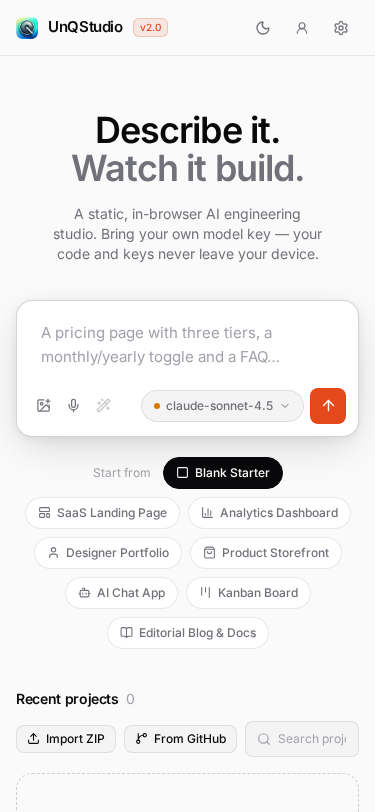 UnQStudio v2.0
Describe it.
Watch it build.
A static, in-browser AI engineering
studio. Bring your own model key — your
code and keys never leave your device.
A pricing page with three tiers, a
monthly/yearly toggle and a FAQ...
claude-sonnet-4.5
Start from Blank Starter
SaaS Landing Page Analytics Dashboard
Designer Portfolio Product Storefront
AI Chat App Kanban Board
Editorial Blog & Docs
Recent projects 0
Import ZIP From GitHub Search proje